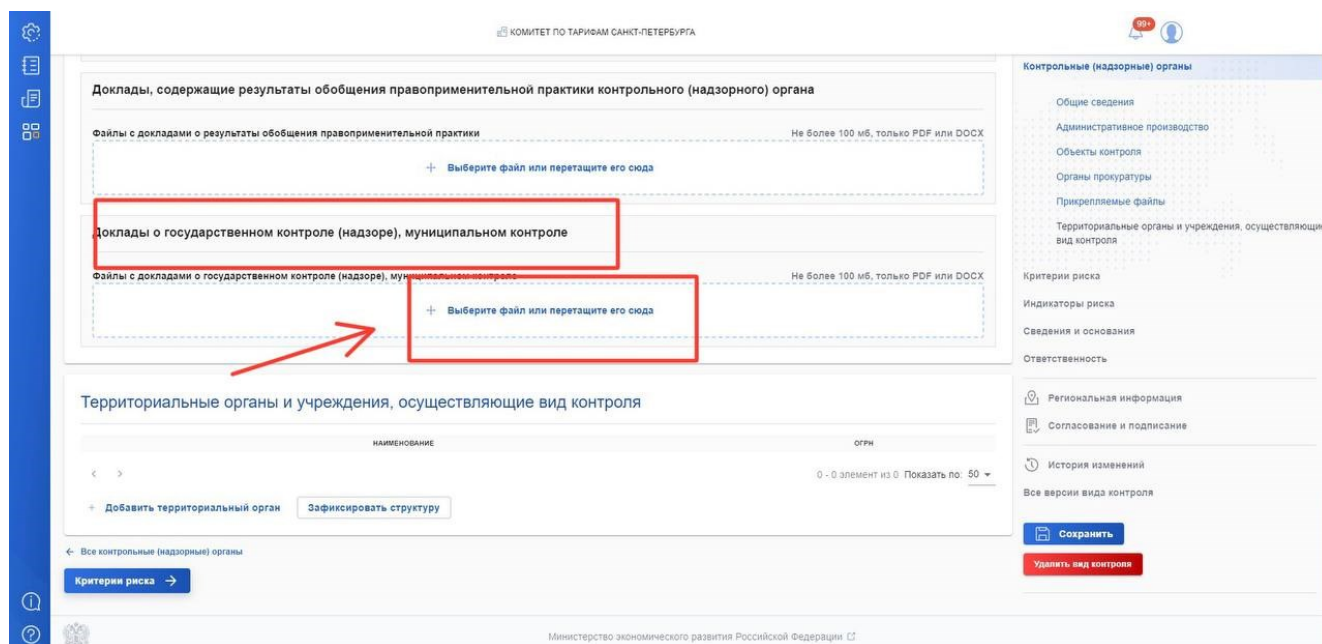 КОМИТЕТ ПО ТАРИФАМ САНКТ-ПЕТЕРБУРГА
99+
Доклады, содержащие результаты обобщения правоприменительной практики контрольного (надзорного) органа
Файлы с докладами о результаты обобщения правоприменительной практики
Не более 100 мб, только PDF или DOCX
+ Выберите файл или перетащите его сюда
Доклады о государственном контроле (надзоре), муниципальном контроле
Файлы с докладами о государственном контроле (надзоре), муниципальном контроле
Не более 100 мб, только PDF или DOCX
+ Выберите файл или перетащите его сюда
Территориальные органы и учреждения, осуществляющие вид контроля
НАИМЕНОВАНИЕ
ОГРН
0 - 0 элемент из 0 Показать по: 50
+ Добавить территориальный орган
Зафиксировать структуру
← Все контрольные (надзорные) органы
Критерии риска →
Контрольные (надзорные) органы
Общие сведения
Административное производство
Объекты контроля
Органы прокуратуры
Прикрепляемые файлы
Территориальные органы и учреждения, осуществляющие
вид контроля
Критерии риска
Индикаторы риска
Сведения и основания
Ответственность
Региональная информация
Согласование и подписание
История изменений
Все версии вида контроля
Сохранить
Удалить вид контроля
Министерство экономического развития Российской Федерации